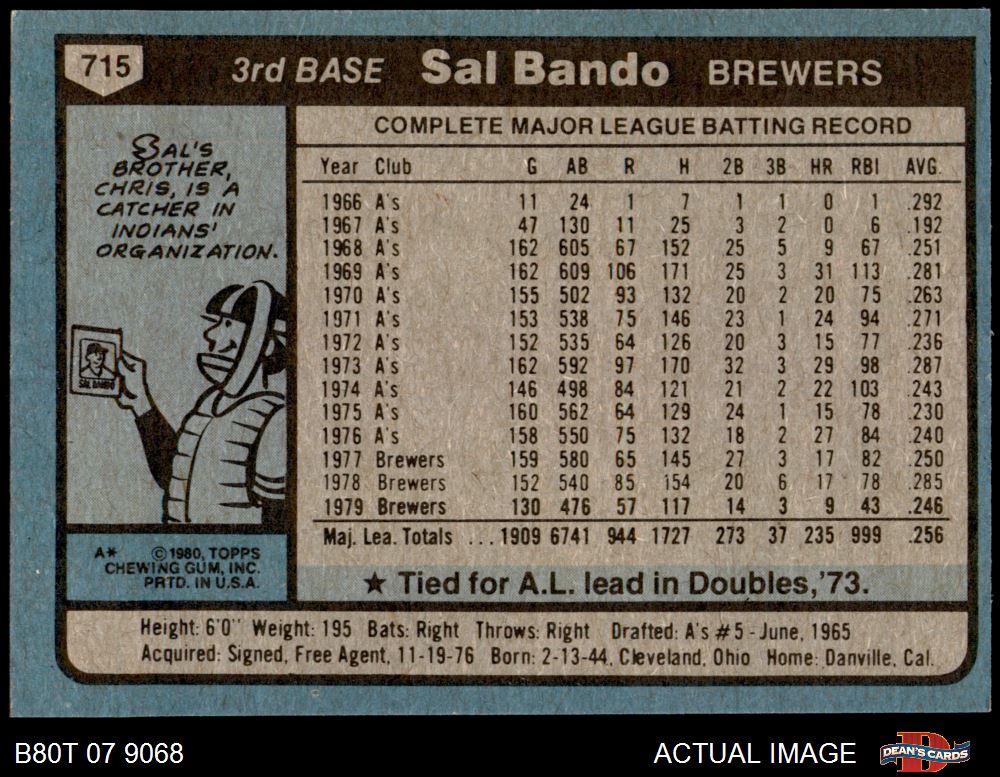 715 3rd BASE Sal Bando BREWERS
SAL'S
BROTHER,
CHRIS, IS A
CATCHER IN
INDIANS'
ORGANIZATION.
SAL BANDO
A* ©1980, TOPPS
CHEWING GUM, INC.
PRTD. IN U.S.A.
COMPLETE MAJOR LEAGUE BATTING RECORD
Year Club G AB R H 2B 3B HR RBI AVG.
1966 A's 11 24 1 7 1 1 0 1 .292
1967 A's 47 130 11 25 3 2 0 6 .192
1968 A's 162 605 67 152 25 5 9 67 .251
1969 A's 162 609 106 171 25 3 31 113 .281
1970 A's 155 502 93 132 20 2 20 75 .263
1971 A's 153 538 75 146 23 1 24 94 .271
1972 A's 152 535 64 126 20 3 15 77 .236
1973 A's 162 592 97 170 32 3 29 98 .287
1974 A's 146 498 84 121 21 2 22 103 .243
1975 A's 160 562 64 129 24 1 15 78 .230
1976 A's 158 550 75 132 18 2 27 84 .240
1977 Brewers 159 580 65 145 27 3 17 82 .250
1978 Brewers 152 540 85 154 20 6 17 78 .285
1979 Brewers 130 476 57 117 14 3 9 43 .246
Maj. Lea. Totals ... 1909 6741 944 1727 273 37 235 999 .256
★ Tied for A.L. lead in Doubles,'73.
Height: 6'0" Weight: 195 Bats: Right Throws: Right Drafted: A's #5 - June, 1965
Acquired: Signed, Free Agent, 11-19-76 Born: 2-13-44, Cleveland, Ohio Home: Danville, Cal.
B80T 07 9068 ACTUAL IMAGE DEAN'S CARDS